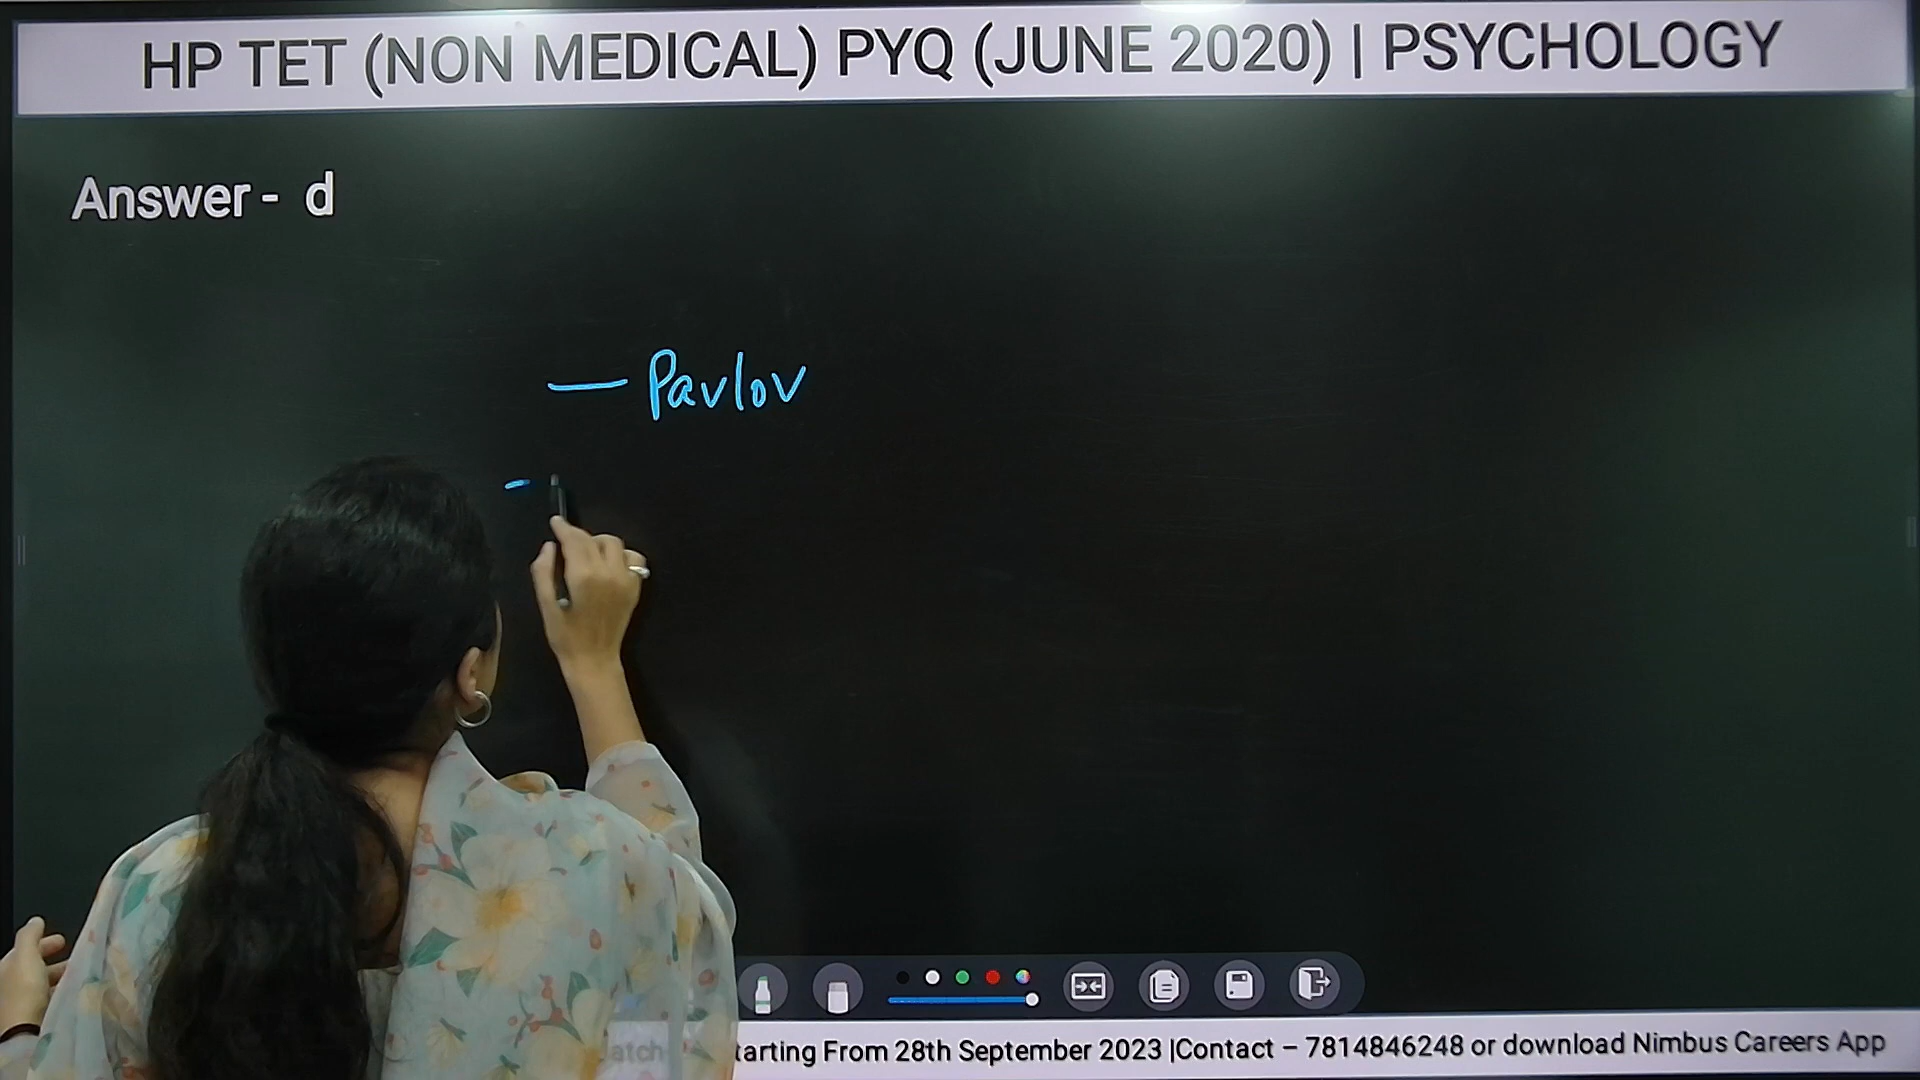 HP TET (NON MEDICAL) PYQ (JUNE 2020) | PSYCHOLOGY
Answer - d
— Pavlov
-
tarting From 28th September 2023 |Contact – 7814846248 or download Nimbus Careers App